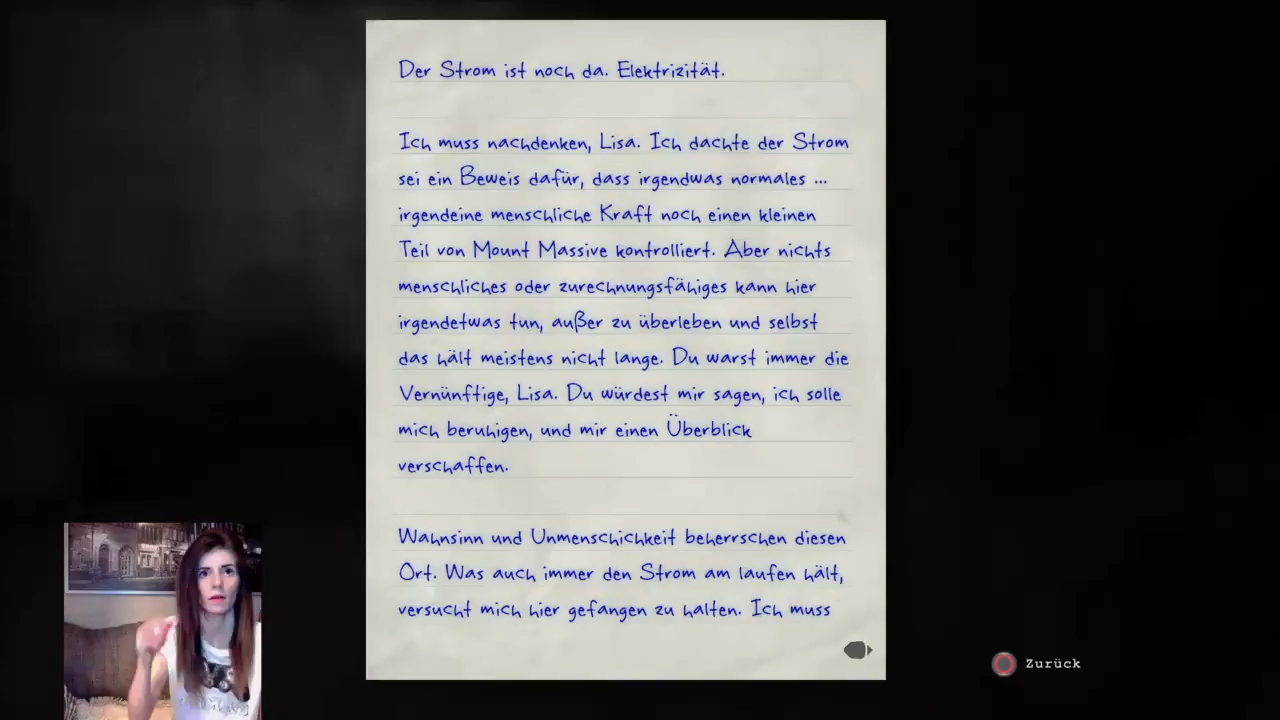 Der Strom ist noch da. Elektrizität.
Ich muss nachdenken, Lisa. Ich dachte der Strom
sei ein Beweis dafür, dass irgendwas normales ...
irgendeine menschliche Kraft noch einen kleinen
Teil von Mount Massive kontrolliert. Aber nichts
menschliches oder zurechnungsfähiges kann hier
irgendetwas tun, außer zu überleben und selbst
das hält meistens nicht lange. Du warst immer die
Vernünftige, Lisa. Du würdest mir sagen, ich solle
mich beruhigen, und mir einen Überblick
verschaffen.
Wahnsinn und Unmenschichkeit beherrschen diesen
Ort. Was auch immer den Strom am laufen hält,
versucht mich hier gefangen zu halten. Ich muss
Zurück